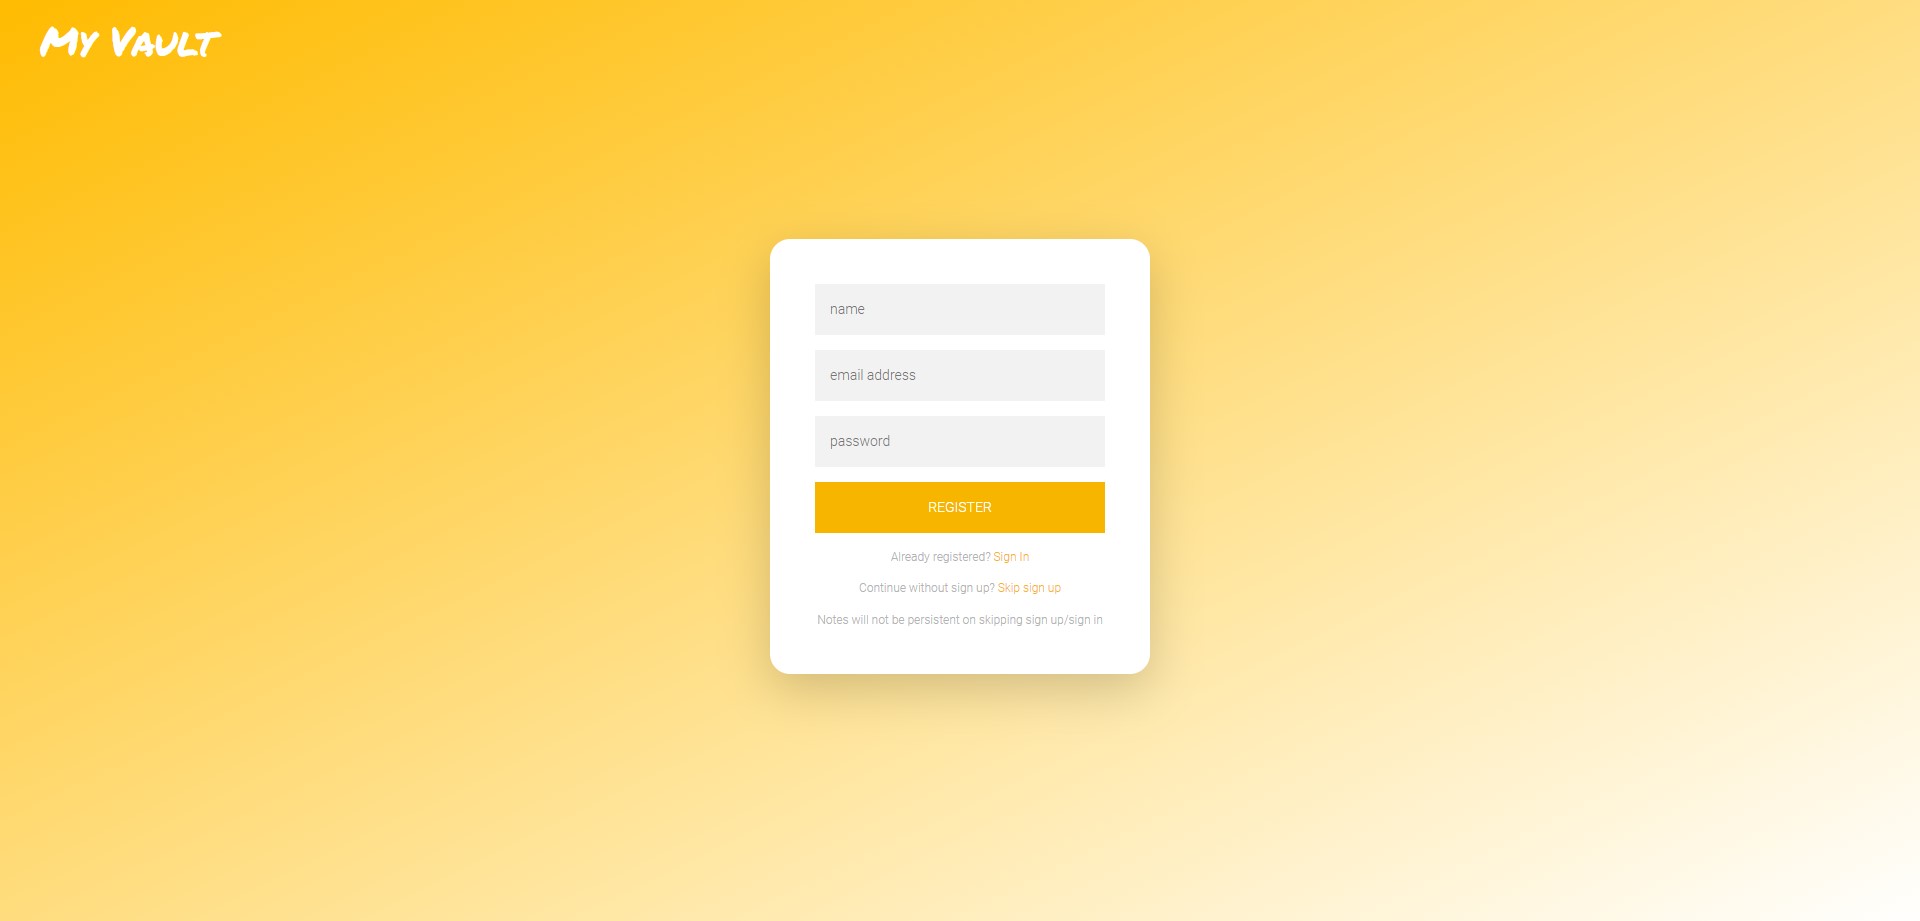 My Vault
name
email address
password
REGISTER
Already registered? Sign In
Continue without sign up? Skip sign up
Notes will not be persistent on skipping sign up/sign in